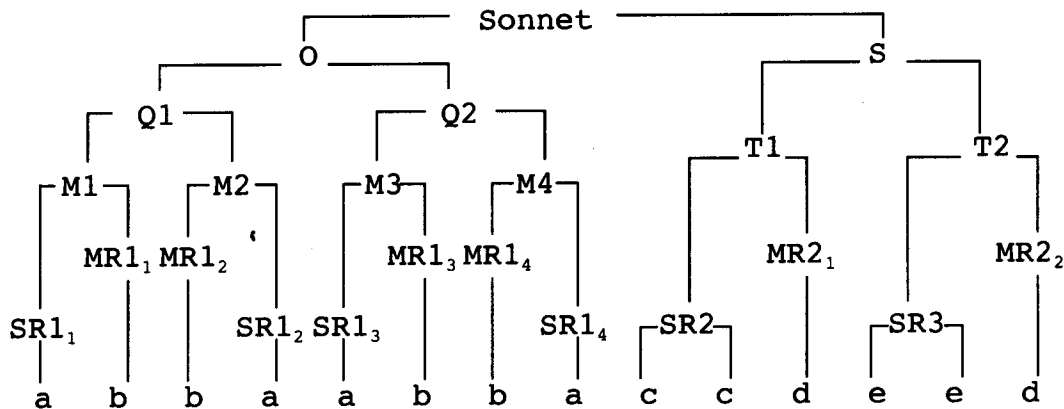 Sonnet
O S
Q1 Q2
T1 T2
M1 M2 M3 M4
MR1₁ MR1₂ MR1₃ MR1₄ MR2₁ MR2₂
SR1₁ SR1₂ SR1₃ SR1₄ SR2 SR3
a b b a a b b a c c d e e d